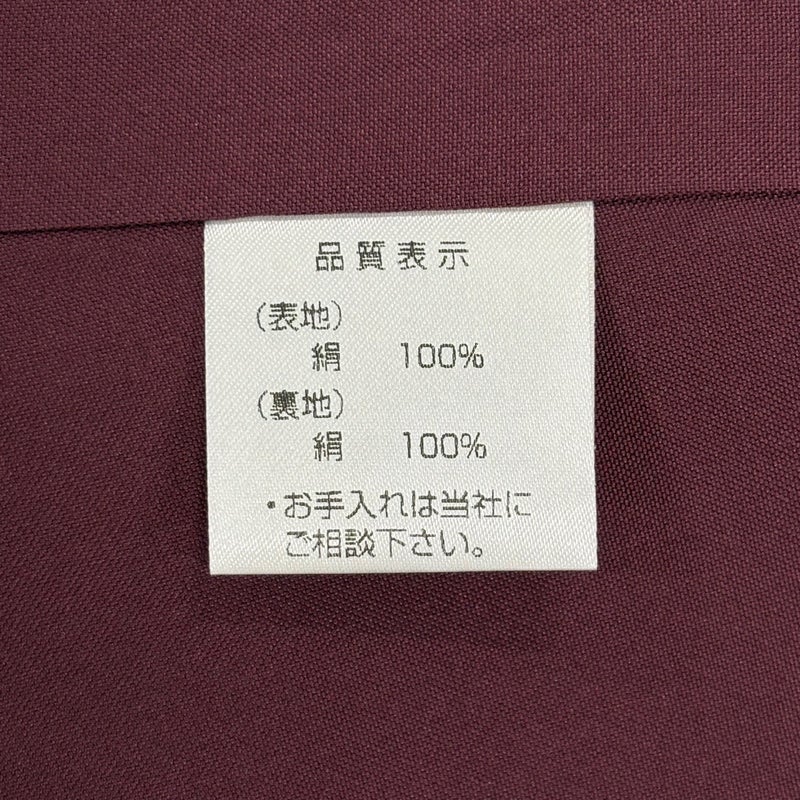 品質表示
(表地)
絹 100%
(裏地)
絹 100%
・お手入れは当社に
ご相談下さい。